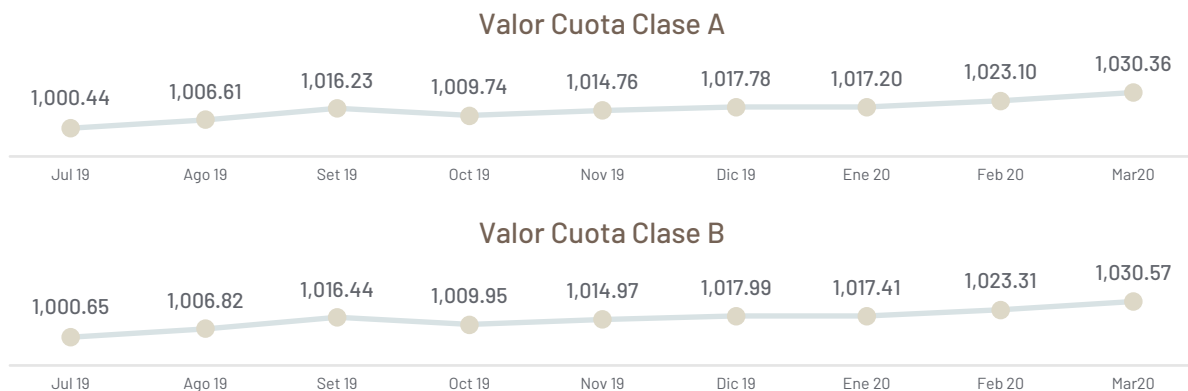 Valor Cuota Clase A
1,000.44 1,006.61 1,016.23 1,009.74 1,014.76 1,017.78 1,017.20 1,023.10 1,030.36
Jul 19 Ago 19 Set 19 Oct 19 Nov 19 Dic 19 Ene 20 Feb 20 Mar20
Valor Cuota Clase B
1,000.65 1,006.82 1,016.44 1,009.95 1,014.97 1,017.99 1,017.41 1,023.31 1,030.57
Jul 19 Ago 19 Set 19 Oct 19 Nov 19 Dic 19 Ene 20 Feb 20 Mar20